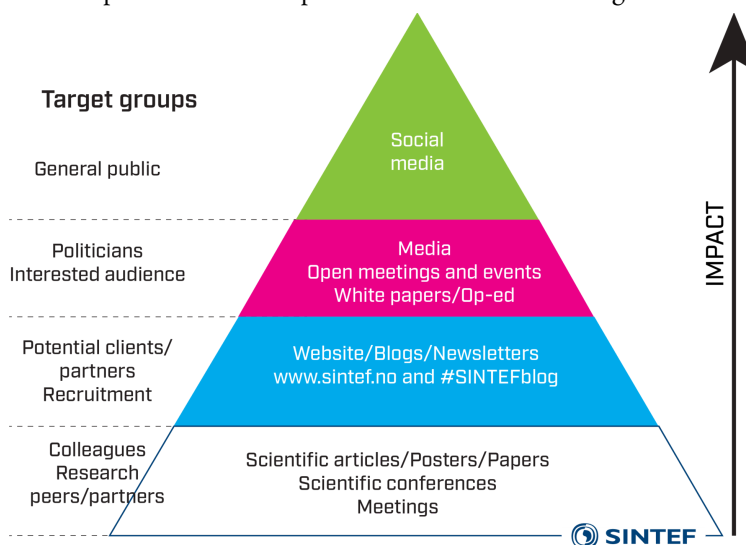 Target groups
General public
Social
media
Politicians
Interested audience
Media
Open meetings and events
White papers/Op-ed
Potential clients/
partners
Recruitment
Website/Blogs/Newsletters
www.sintef.no and #SINTEFblog
Colleagues
Research
peers/partners
Scientific articles/Posters/Papers
Scientific conferences
Meetings
IMPACT
SINTEF